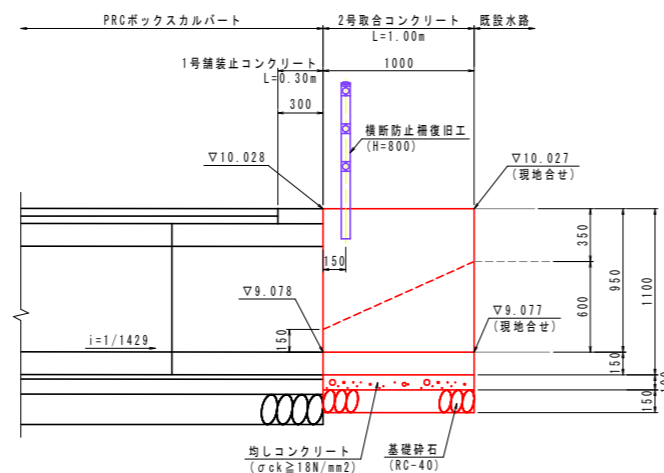 PRCボックスカルバート
2号取合コンクリート
L=1.00m
既設水路
1号舗装止コンクリート
L=0.30m
1000
300
横断防止柵復旧工
(H=800)
▽10.028
▽10.027
(現地合せ)
350
150
950
1100
600
▽9.078
▽9.077
(現地合せ)
150
i=1/1429
150
100
150
均しコンクリート
(σck≧18N/mm2)
基礎砕石
(RC-40)